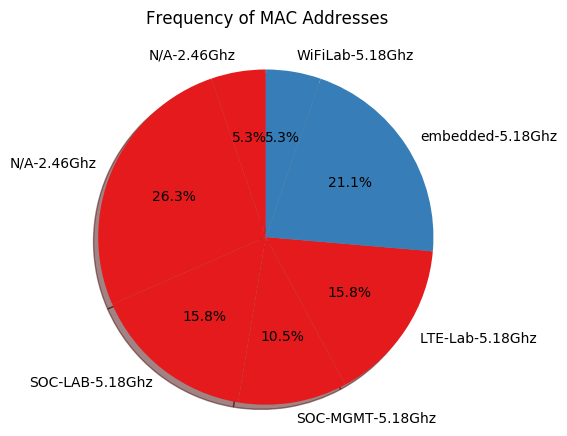 Frequency of MAC Addresses
N/A-2.46Ghz
WiFiLab-5.18Ghz
5.3%
5.3%
embedded-5.18Ghz
21.1%
N/A-2.46Ghz
26.3%
15.8%
15.8%
10.5%
LTE-Lab-5.18Ghz
SOC-LAB-5.18Ghz
SOC-MGMT-5.18Ghz